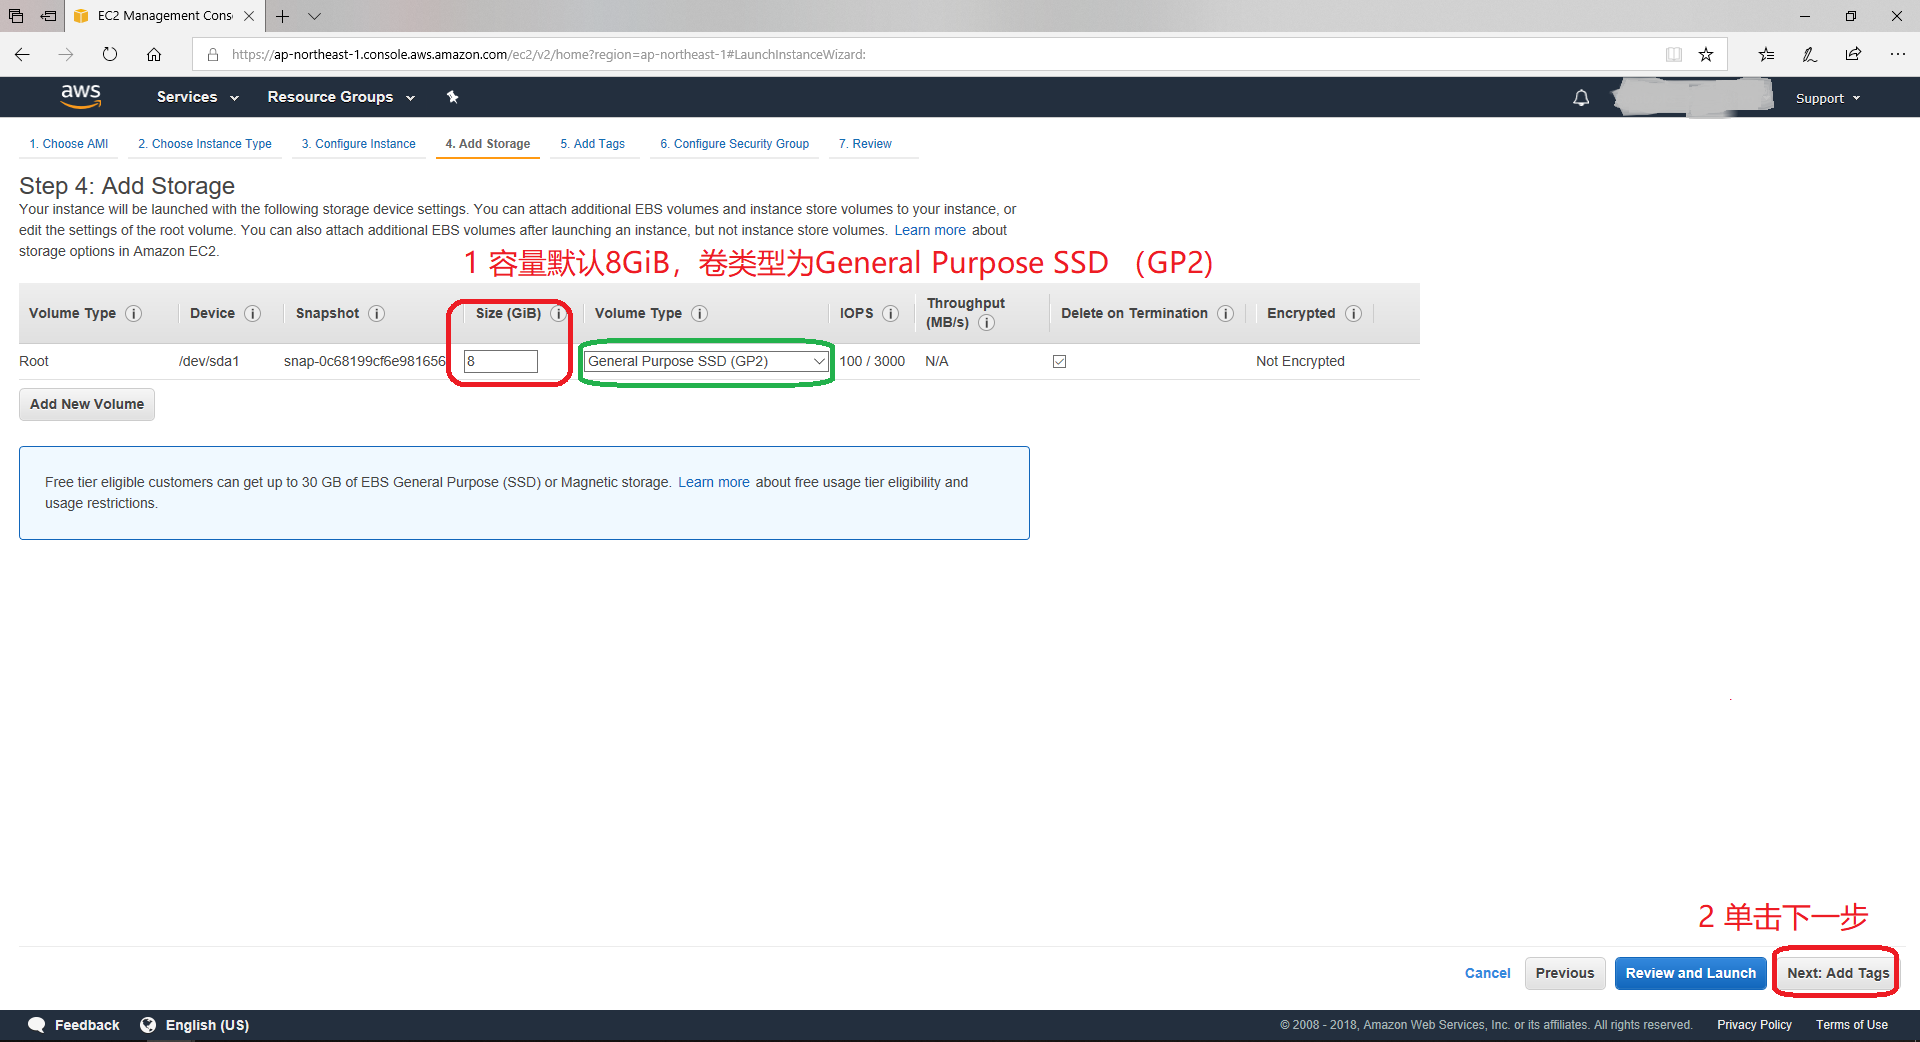 EC2 Management Cons
https://ap-northeast-1.console.aws.amazon.com/ec2/v2/home?region=ap-northeast-1#LaunchInstanceWizard:
aws Services Resource Groups Support
1. Choose AMI 2. Choose Instance Type 3. Configure Instance 4. Add Storage 5. Add Tags 6. Configure Security Group 7. Review
Step 4: Add Storage
Your instance will be launched with the following storage device settings. You can attach additional EBS volumes and instance store volumes to your instance, or
edit the settings of the root volume. You can also attach additional EBS volumes after launching an instance, but not instance store volumes. Learn more about
storage options in Amazon EC2.
1 容量默认8GiB，卷类型为General Purpose SSD （GP2)
Volume Type Device Snapshot Size (GiB) Volume Type IOPS Throughput (MB/s) Delete on Termination Encrypted
Root /dev/sda1 snap-0c68199cf6e981656 8 General Purpose SSD (GP2) 100 / 3000 N/A Not Encrypted
Add New Volume
Free tier eligible customers can get up to 30 GB of EBS General Purpose (SSD) or Magnetic storage. Learn more about free usage tier eligibility and
usage restrictions.
2 单击下一步
Cancel Previous Review and Launch Next: Add Tags
Feedback English (US) © 2008 - 2018, Amazon Web Services, Inc. or its affiliates. All rights reserved. Privacy Policy Terms of Use